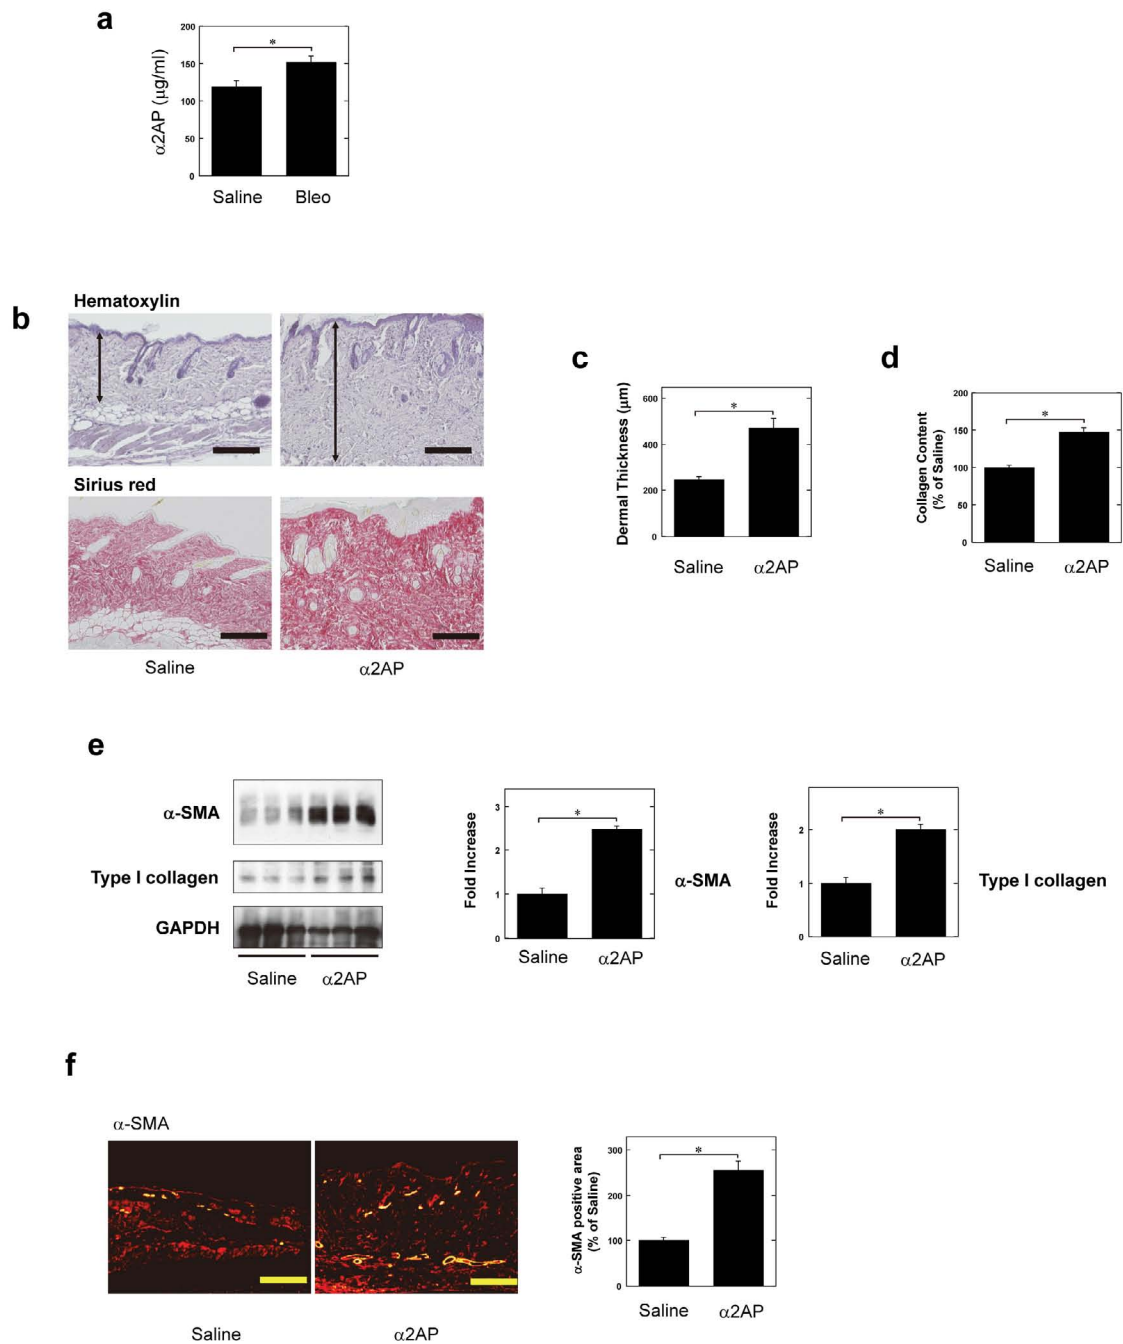 a
α2AP (μg/ml)
200
150
100
50
0
*
Saline Bleo
b
Hematoxylin
Sirius red
Saline α2AP
c
Dermal Thickness (μm)
600
400
200
0
*
Saline α2AP
d
Collagen Content
(% of Saline)
200
150
100
50
0
*
Saline α2AP
e
α-SMA
Type I collagen
GAPDH
Saline α2AP
Fold Increase
3
2
1
0
*
Saline α2AP
α-SMA
Fold Increase
2
1
0
*
Saline α2AP
Type I collagen
f
α-SMA
Saline α2AP
α-SMA positive area
(% of Saline)
300
200
100
0
*
Saline α2AP